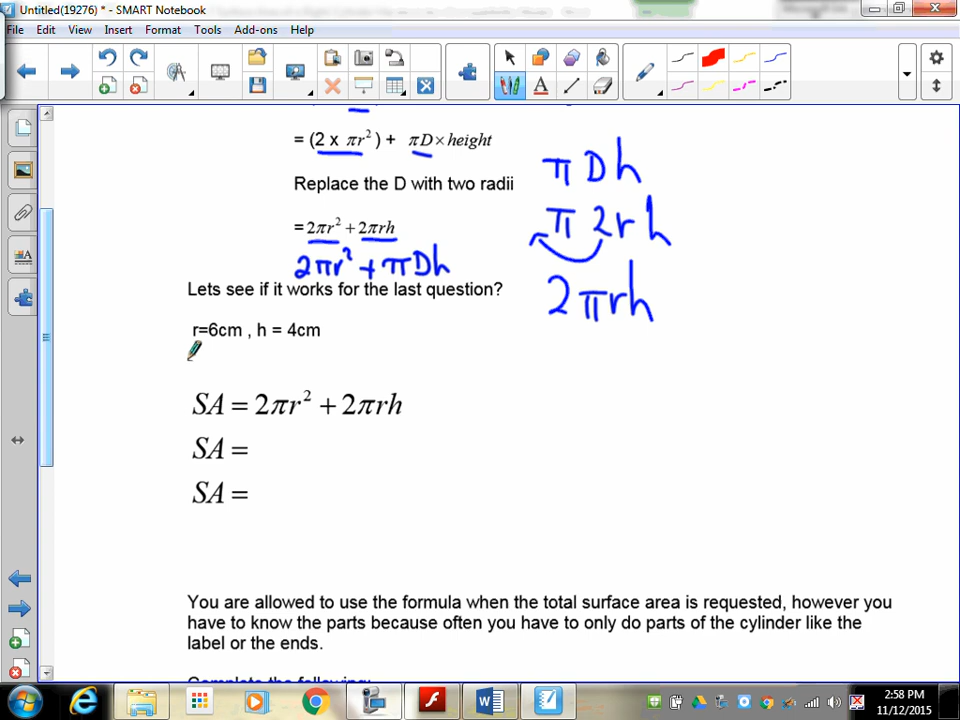 Untitled(19276) * - SMART Notebook
File Edit View Insert Format Tools Add-ons Help
= (2 x πr² ) + πD × height
Replace the D with two radii
= 2πr² + 2πrh
2πr² + πDh
πDh
π2rh
2πrh
Lets see if it works for the last question?
r=6cm , h = 4cm
SA = 2πr² + 2πrh
SA =
SA =
You are allowed to use the formula when the total surface area is requested, however you
have to know the parts because often you have to only do parts of the cylinder like the
label or the ends.
Complete the following:
2:58 PM
11/12/2015